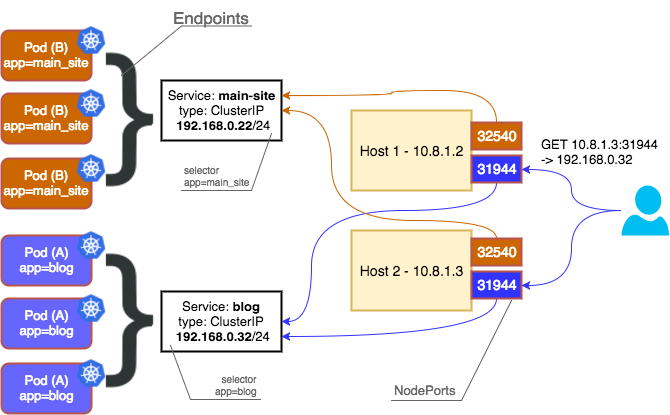 Endpoints
Pod (B)
app=main_site
Pod (B)
app=main_site
Pod (B)
app=main_site
Service: main-site
type: ClusterIP
192.168.0.22/24
selector
app=main_site
Host 1 - 10.8.1.2
32540
31944
GET 10.8.1.3:31944
-> 192.168.0.32
Pod (A)
app=blog
Pod (A)
app=blog
Pod (A)
app=blog
Service: blog
type: ClusterIP
192.168.0.32/24
selector
app=blog
Host 2 - 10.8.1.3
32540
31944
NodePorts